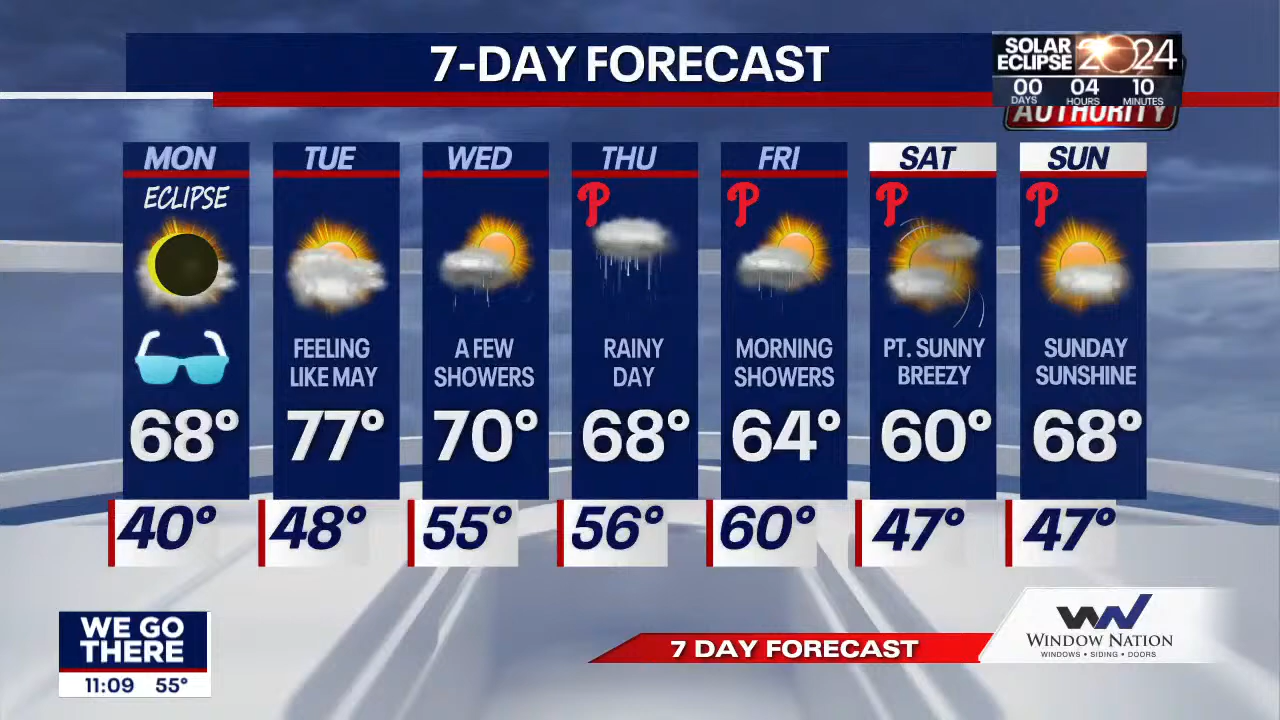 7-DAY FORECAST
SOLAR
ECLIPSE
2024
00 04 10
DAYS HOURS MINUTES
AUTHORITY
MON TUE WED THU FRI SAT SUN
ECLIPSE
P P P P
FEELING
LIKE MAY
A FEW
SHOWERS
RAINY
DAY
MORNING
SHOWERS
PT. SUNNY
BREEZY
SUNDAY
SUNSHINE
68° 77° 70° 68° 64° 60° 68°
40° 48° 55° 56° 60° 47° 47°
WE GO
THERE
11:09 55°
7 DAY FORECAST
WINDOW NATION
WINDOWS • SIDING • DOORS